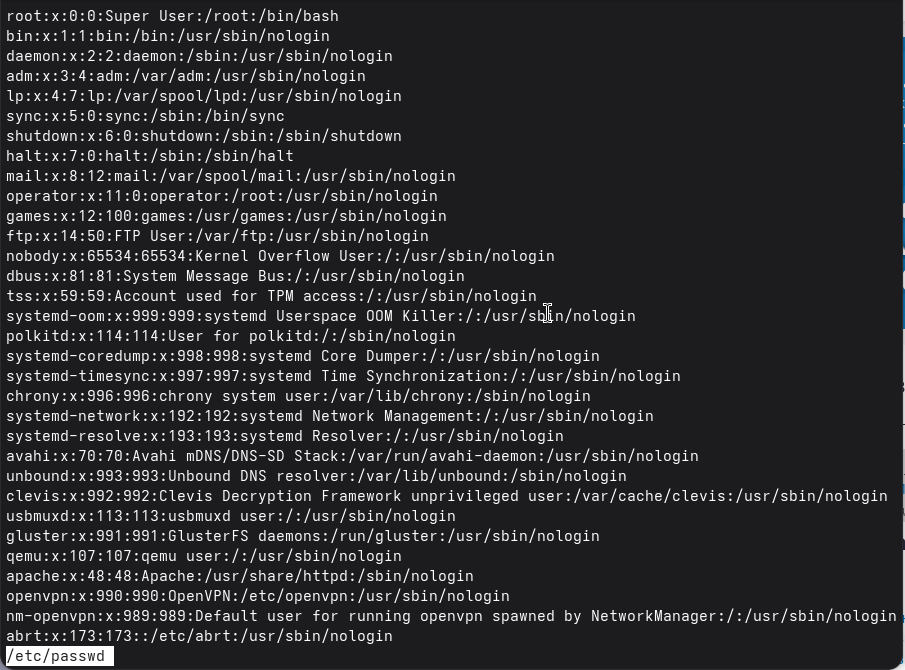 root:x:0:0:Super User:/root:/bin/bash
bin:x:1:1:bin:/bin:/usr/sbin/nologin
daemon:x:2:2:daemon:/sbin:/usr/sbin/nologin
adm:x:3:4:adm:/var/adm:/usr/sbin/nologin
lp:x:4:7:lp:/var/spool/lpd:/usr/sbin/nologin
sync:x:5:0:sync:/sbin:/bin/sync
shutdown:x:6:0:shutdown:/sbin:/sbin/shutdown
halt:x:7:0:halt:/sbin:/sbin/halt
mail:x:8:12:mail:/var/spool/mail:/usr/sbin/nologin
operator:x:11:0:operator:/root:/usr/sbin/nologin
games:x:12:100:games:/usr/games:/usr/sbin/nologin
ftp:x:14:50:FTP User:/var/ftp:/usr/sbin/nologin
nobody:x:65534:65534:Kernel Overflow User:/:/usr/sbin/nologin
dbus:x:81:81:System Message Bus:/:/usr/sbin/nologin
tss:x:59:59:Account used for TPM access:/:/usr/sbin/nologin
systemd-oom:x:999:999:systemd Userspace OOM Killer:/:/usr/sbin/nologin
polkitd:x:114:114:User for polkitd:/:/sbin/nologin
systemd-coredump:x:998:998:systemd Core Dumper:/:/usr/sbin/nologin
systemd-timesync:x:997:997:systemd Time Synchronization:/:/usr/sbin/nologin
chrony:x:996:996:chrony system user:/var/lib/chrony:/sbin/nologin
systemd-network:x:192:192:systemd Network Management:/:/usr/sbin/nologin
systemd-resolve:x:193:193:systemd Resolver:/:/usr/sbin/nologin
avahi:x:70:70:Avahi mDNS/DNS-SD Stack:/var/run/avahi-daemon:/sbin/nologin
unbound:x:993:993:Unbound DNS resolver:/var/lib/unbound:/sbin/nologin
clevis:x:992:992:Clevis Decryption Framework unprivileged user:/var/cache/clevis:/usr/sbin/nologin
usbmuxd:x:113:113:usbmuxd user:/:/usr/sbin/nologin
gluster:x:991:991:GlusterFS daemons:/run/gluster:/sbin/nologin
qemu:x:107:107:qemu user:/:/usr/sbin/nologin
apache:x:48:48:Apache:/usr/share/httpd:/sbin/nologin
openvpn:x:990:990:OpenVPN:/etc/openvpn:/usr/sbin/nologin
nm-openvpn:x:989:989:Default user for running openvpn spawned by NetworkManager:/:/usr/sbin/nologin
abrt:x:173:173::/etc/abrt:/usr/sbin/nologin
/etc/passwd